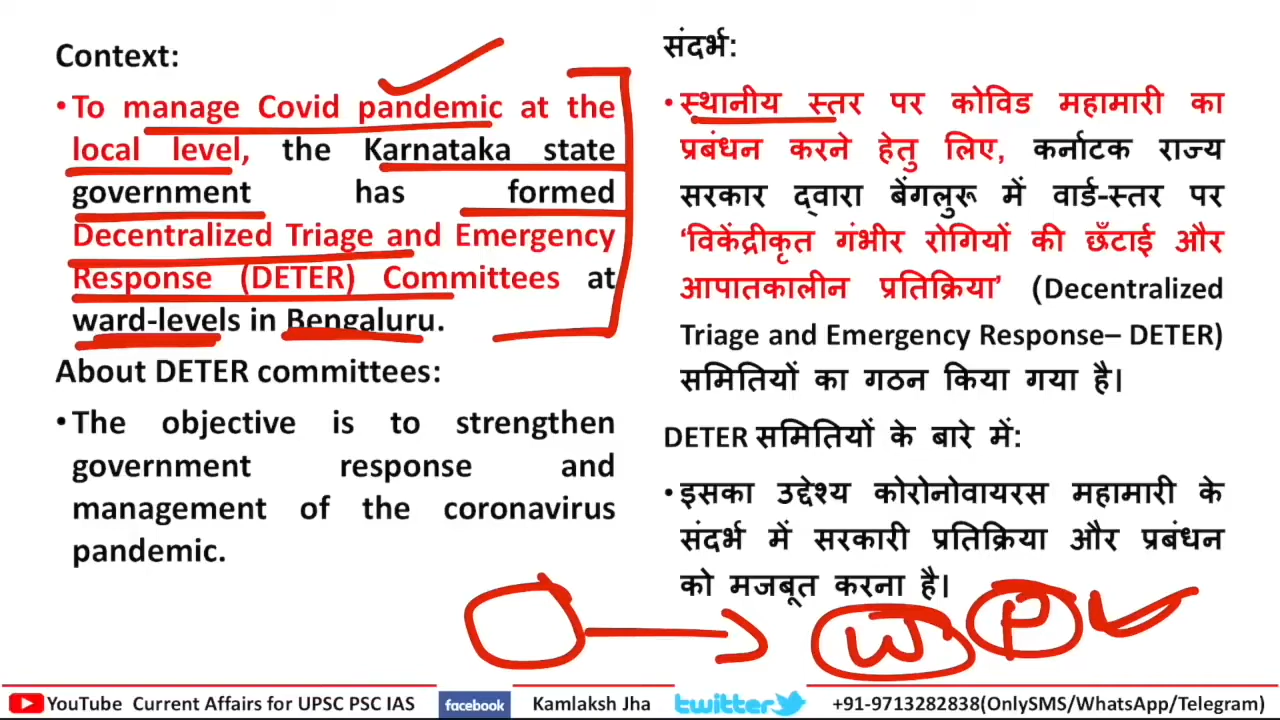 Context:
• To manage Covid pandemic at the
local level, the Karnataka state
government has formed
Decentralized Triage and Emergency
Response (DETER) Committees at
ward-levels in Bengaluru.
About DETER committees:
• The objective is to strengthen
government response and
management of the coronavirus
pandemic.
संदर्भ:
• स्थानीय स्तर पर कोविड महामारी का
प्रबंधन करने हेतु लिए, कर्नाटक राज्य
सरकार द्वारा बेंगलुरू में वार्ड-स्तर पर
‘विकेंद्रीकृत गंभीर रोगियों की छँटाई और
आपातकालीन प्रतिक्रिया’ (Decentralized
Triage and Emergency Response– DETER)
समितियों का गठन किया गया है।
DETER समितियों के बारे में:
• इसका उद्देश्य कोरोनोवायरस महामारी के
संदर्भ में सरकारी प्रतिक्रिया और प्रबंधन
को मजबूत करना है।
W P
YouTube Current Affairs for UPSC PSC IAS facebook Kamlaksh Jha twitter +91-9713282838(OnlySMS/WhatsApp/Telegram)